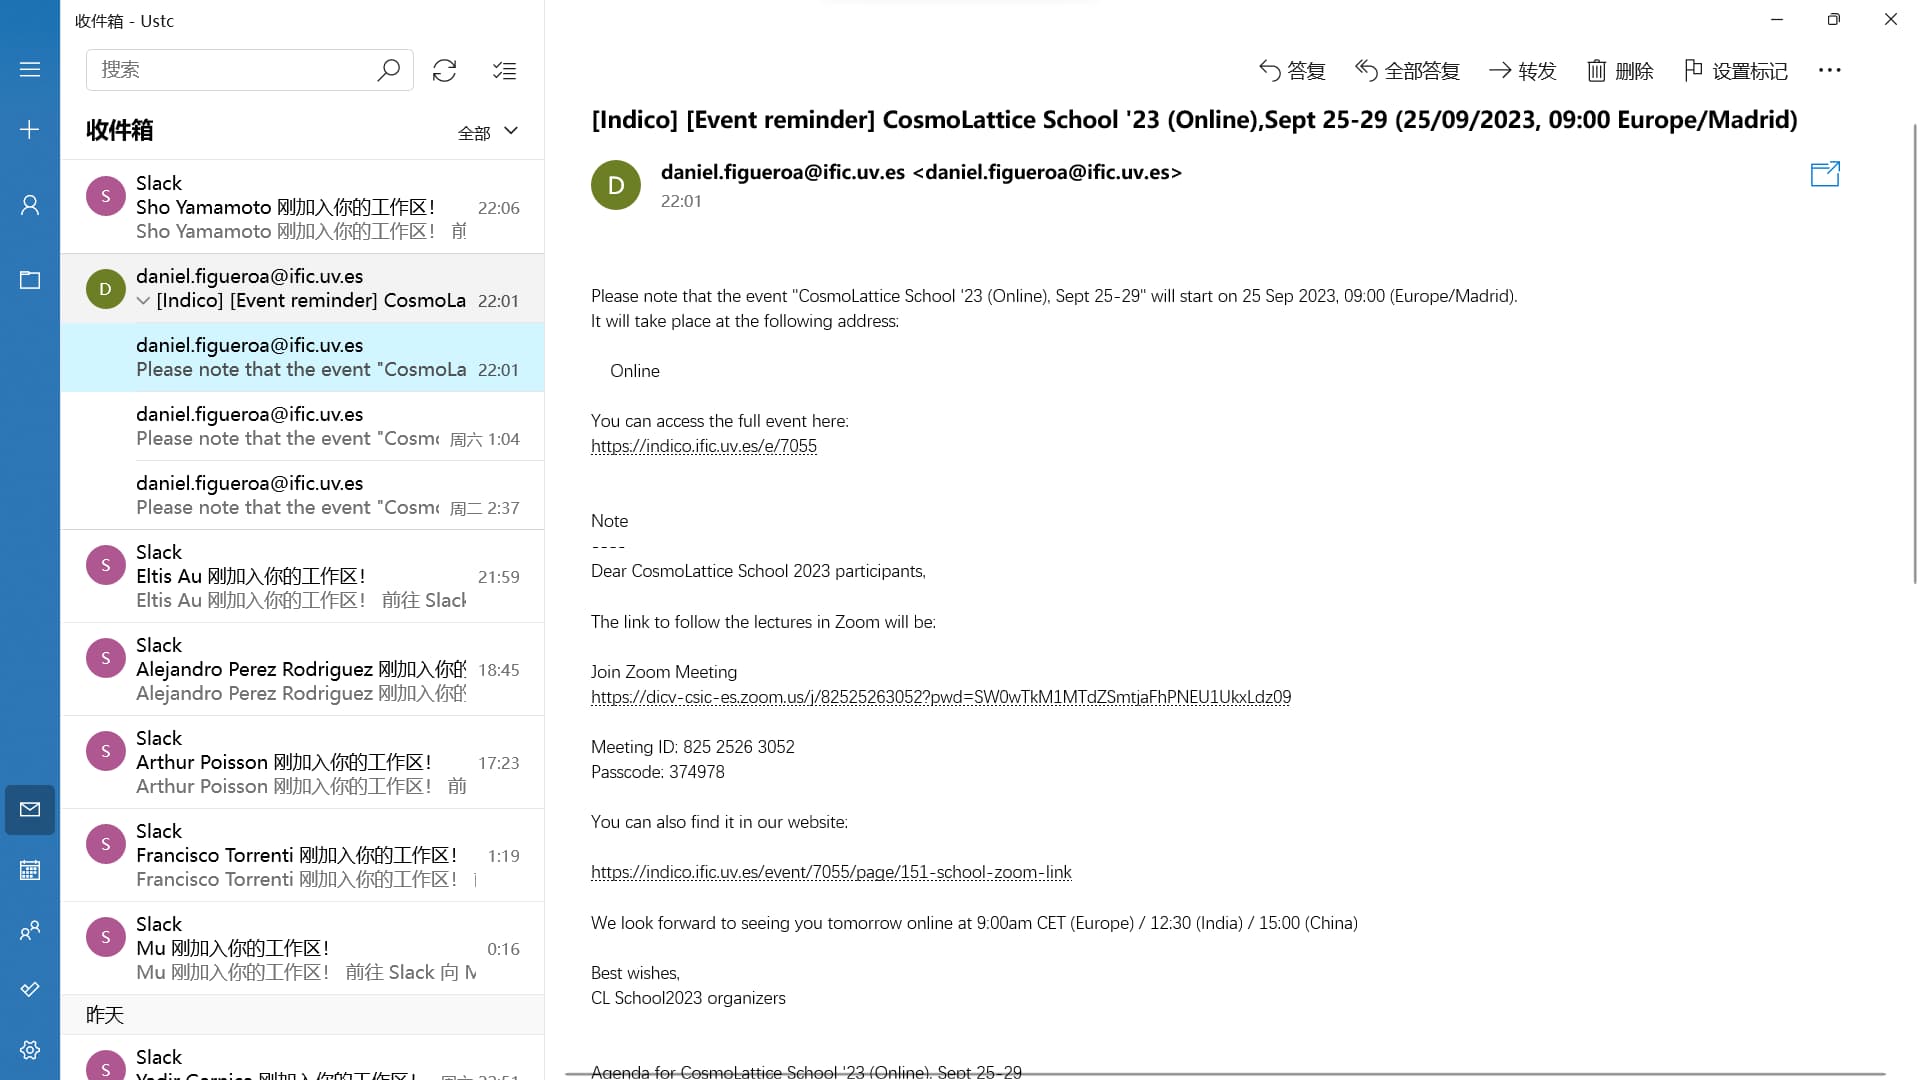 收件箱 - Ustc
搜索
收件箱
全部
S
Slack
Sho Yamamoto 刚加入你的工作区！
22:06
Sho Yamamoto 刚加入你的工作区！ 前
D
daniel.figueroa@ific.uv.es
[Indico] [Event reminder] CosmoLa
22:01
daniel.figueroa@ific.uv.es
Please note that the event "CosmoLa
22:01
daniel.figueroa@ific.uv.es
Please note that the event "Cosmo
周六 1:04
daniel.figueroa@ific.uv.es
Please note that the event "Cosmo
周二 2:37
S
Slack
Eltis Au 刚加入你的工作区！
21:59
Eltis Au 刚加入你的工作区！ 前往 Slack
S
Slack
Alejandro Perez Rodriguez 刚加入你的
18:45
Alejandro Perez Rodriguez 刚加入你的
S
Slack
Arthur Poisson 刚加入你的工作区！
17:23
Arthur Poisson 刚加入你的工作区！ 前
S
Slack
Francisco Torrenti 刚加入你的工作区！
1:19
Francisco Torrenti 刚加入你的工作区！
S
Slack
Mu 刚加入你的工作区！
0:16
Mu 刚加入你的工作区！ 前往 Slack 向 M
昨天
S
Slack
答复
全部答复
转发
删除
设置标记
[Indico] [Event reminder] CosmoLattice School '23 (Online),Sept 25-29 (25/09/2023, 09:00 Europe/Madrid)
D
daniel.figueroa@ific.uv.es <daniel.figueroa@ific.uv.es>
22:01
Please note that the event "CosmoLattice School '23 (Online), Sept 25-29" will start on 25 Sep 2023, 09:00 (Europe/Madrid).
It will take place at the following address:
Online
You can access the full event here:
https://indico.ific.uv.es/e/7055
Note
----
Dear CosmoLattice School 2023 participants,
The link to follow the lectures in Zoom will be:
Join Zoom Meeting
https://dicv-csic-es.zoom.us/j/82525263052?pwd=SW0wTkM1MTdZSmtjaFhPNEU1UkxLdz09
Meeting ID: 825 2526 3052
Passcode: 374978
You can also find it in our website:
https://indico.ific.uv.es/event/7055/page/151-school-zoom-link
We look forward to seeing you tomorrow online at 9:00am CET (Europe) / 12:30 (India) / 15:00 (China)
Best wishes,
CL School2023 organizers
Agenda for CosmoLattice School '23 (Online), Sept 25-29